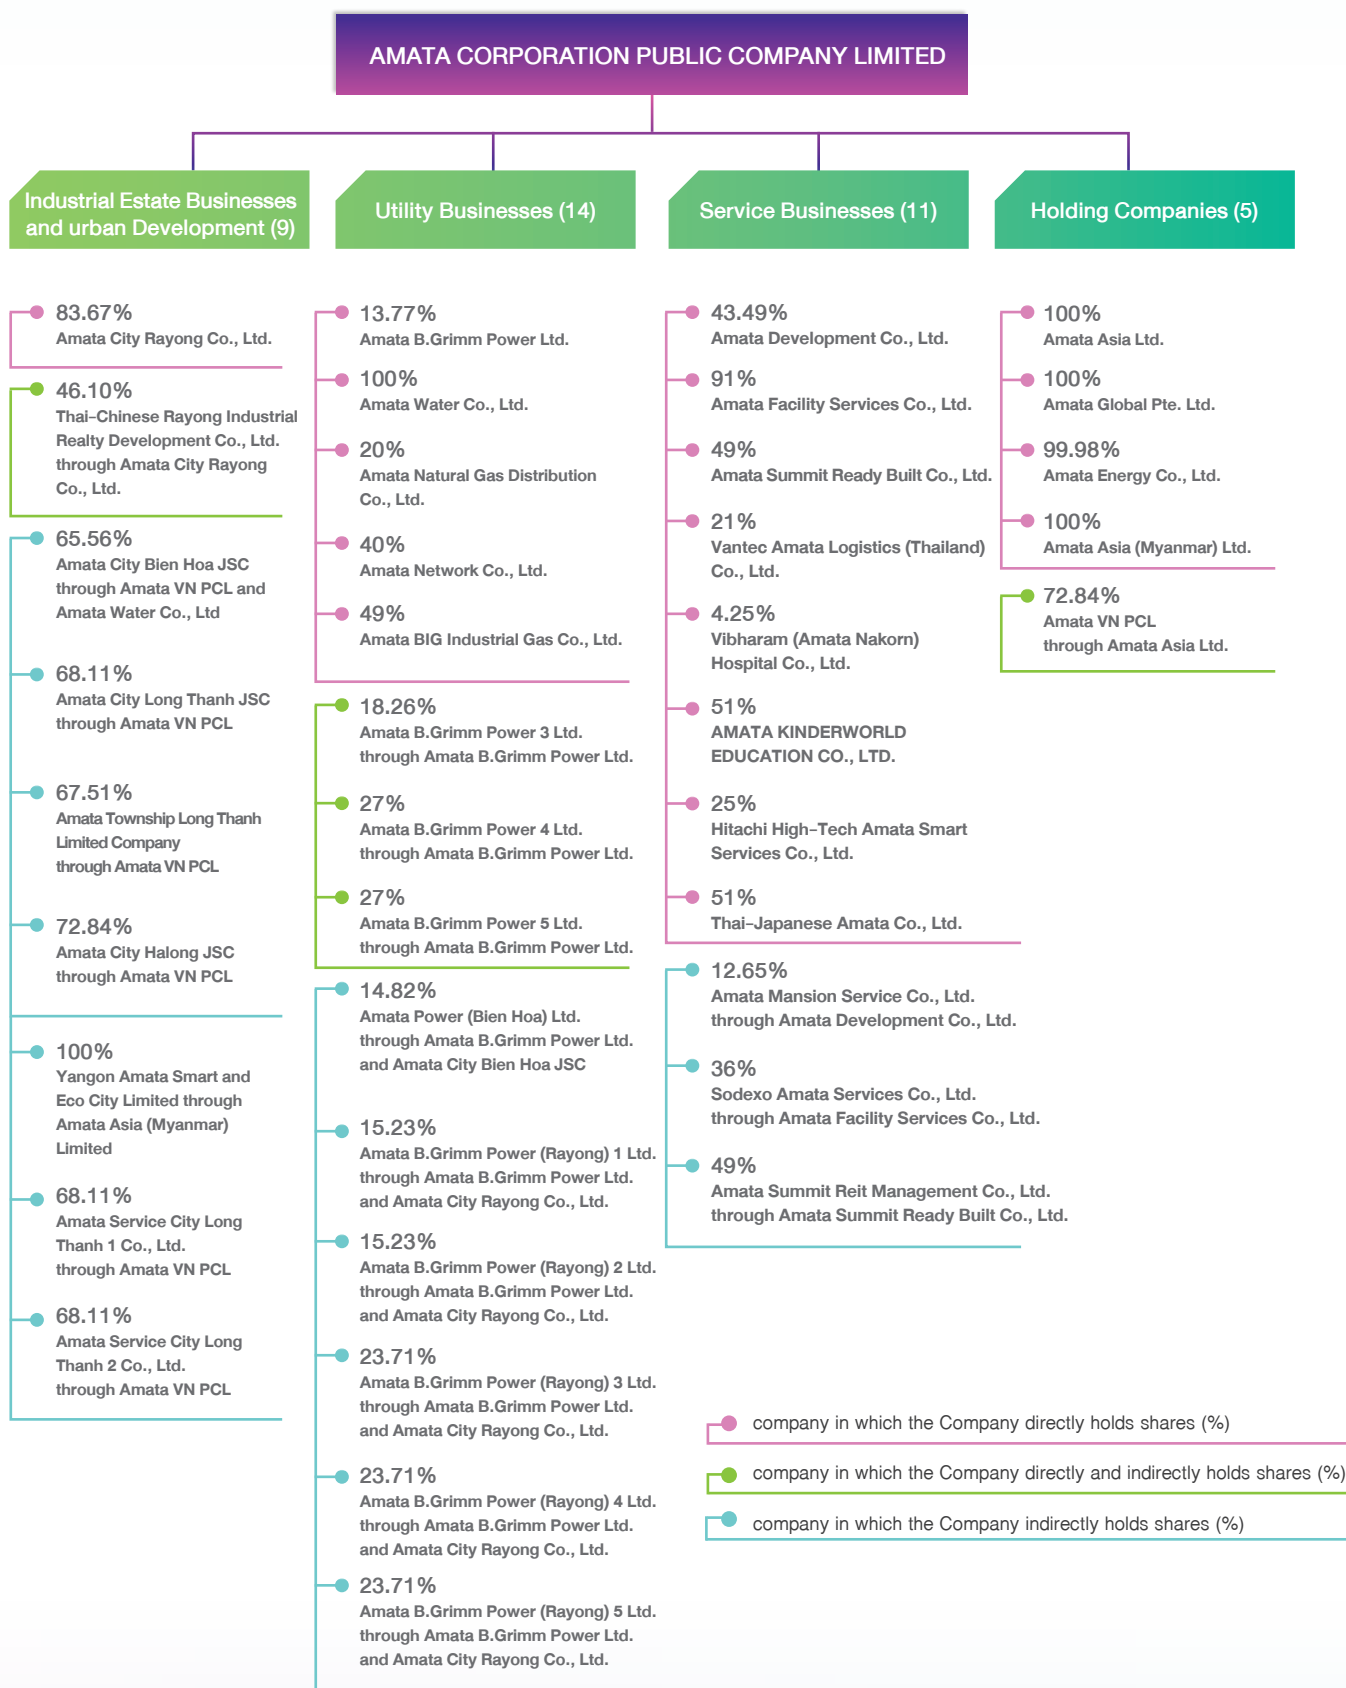 AMATA CORPORATION PUBLIC COMPANY LIMITED
Industrial Estate Businesses
and urban Development (9)
83.67%
Amata City Rayong Co., Ltd.
46.10%
Thai-Chinese Rayong Industrial
Realty Development Co., Ltd.
through Amata City Rayong
Co., Ltd.
65.56%
Amata City Bien Hoa JSC
through Amata VN PCL and
Amata Water Co., Ltd
68.11%
Amata City Long Thanh JSC
through Amata VN PCL
67.51%
Amata Township Long Thanh
Limited Company
through Amata VN PCL
72.84%
Amata City Halong JSC
through Amata VN PCL
100%
Yangon Amata Smart and
Eco City Limited through
Amata Asia (Myanmar)
Limited
68.11%
Amata Service City Long
Thanh 1 Co., Ltd.
through Amata VN PCL
68.11%
Amata Service City Long
Thanh 2 Co., Ltd.
through Amata VN PCL
Utility Businesses (14)
13.77%
Amata B.Grimm Power Ltd.
100%
Amata Water Co., Ltd.
20%
Amata Natural Gas Distribution
Co., Ltd.
40%
Amata Network Co., Ltd.
49%
Amata BIG Industrial Gas Co., Ltd.
18.26%
Amata B.Grimm Power 3 Ltd.
through Amata B.Grimm Power Ltd.
27%
Amata B.Grimm Power 4 Ltd.
through Amata B.Grimm Power Ltd.
27%
Amata B.Grimm Power 5 Ltd.
through Amata B.Grimm Power Ltd.
14.82%
Amata Power (Bien Hoa) Ltd.
through Amata B.Grimm Power Ltd.
and Amata City Bien Hoa JSC
15.23%
Amata B.Grimm Power (Rayong) 1 Ltd.
through Amata B.Grimm Power Ltd.
and Amata City Rayong Co., Ltd.
15.23%
Amata B.Grimm Power (Rayong) 2 Ltd.
through Amata B.Grimm Power Ltd.
and Amata City Rayong Co., Ltd.
23.71%
Amata B.Grimm Power (Rayong) 3 Ltd.
through Amata B.Grimm Power Ltd.
and Amata City Rayong Co., Ltd.
23.71%
Amata B.Grimm Power (Rayong) 4 Ltd.
through Amata B.Grimm Power Ltd.
and Amata City Rayong Co., Ltd.
23.71%
Amata B.Grimm Power (Rayong) 5 Ltd.
through Amata B.Grimm Power Ltd.
and Amata City Rayong Co., Ltd.
Service Businesses (11)
43.49%
Amata Development Co., Ltd.
91%
Amata Facility Services Co., Ltd.
49%
Amata Summit Ready Built Co., Ltd.
21%
Vantec Amata Logistics (Thailand)
Co., Ltd.
4.25%
Vibharam (Amata Nakorn)
Hospital Co., Ltd.
51%
AMATA KINDERWORLD
EDUCATION CO., LTD.
25%
Hitachi High-Tech Amata Smart
Services Co., Ltd.
51%
Thai-Japanese Amata Co., Ltd.
12.65%
Amata Mansion Service Co., Ltd.
through Amata Development Co., Ltd.
36%
Sodexo Amata Services Co., Ltd.
through Amata Facility Services Co., Ltd.
49%
Amata Summit Reit Management Co., Ltd.
through Amata Summit Ready Built Co., Ltd.
Holding Companies (5)
100%
Amata Asia Ltd.
100%
Amata Global Pte. Ltd.
99.98%
Amata Energy Co., Ltd.
100%
Amata Asia (Myanmar) Ltd.
72.84%
Amata VN PCL
through Amata Asia Ltd.
company in which the Company directly holds shares (%)
company in which the Company directly and indirectly holds shares (%)
company in which the Company indirectly holds shares (%)